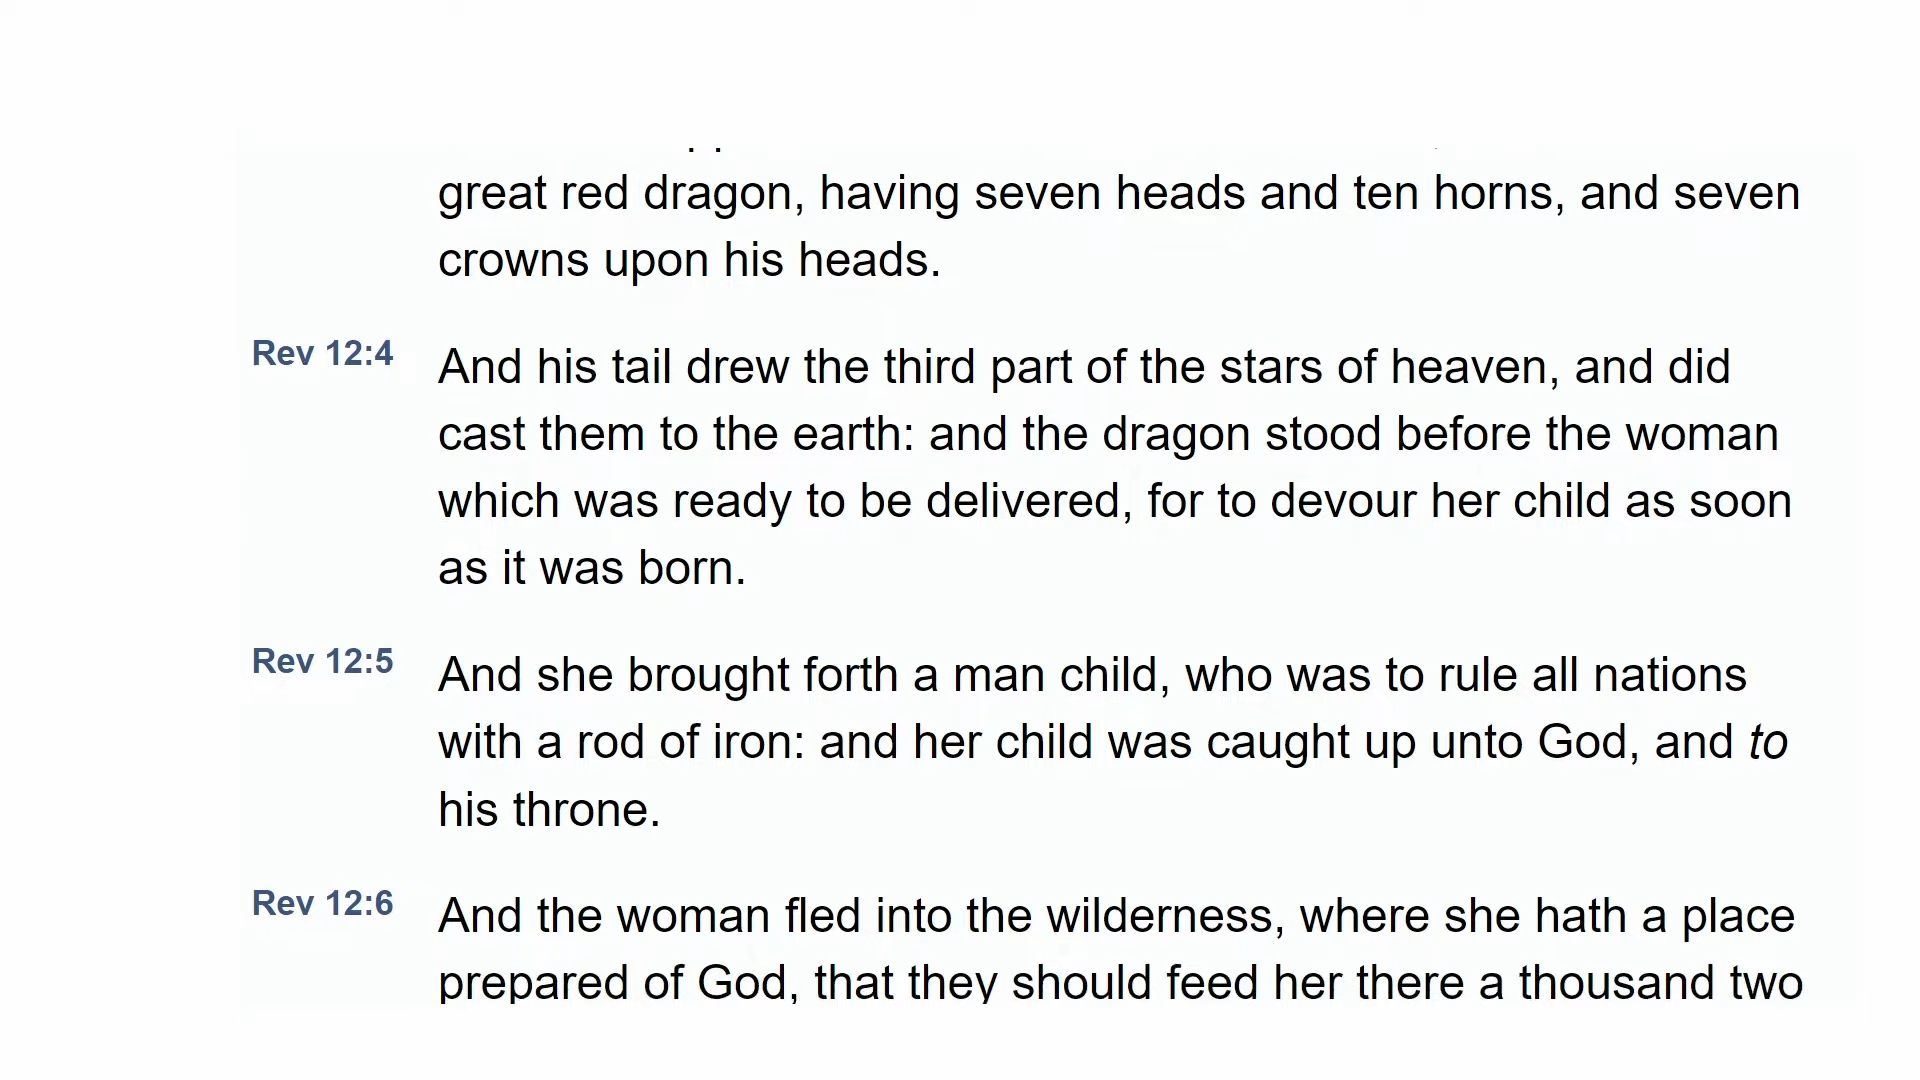 great red dragon, having seven heads and ten horns, and seven
crowns upon his heads.
Rev 12:4 And his tail drew the third part of the stars of heaven, and did
cast them to the earth: and the dragon stood before the woman
which was ready to be delivered, for to devour her child as soon
as it was born.
Rev 12:5 And she brought forth a man child, who was to rule all nations
with a rod of iron: and her child was caught up unto God, and to
his throne.
Rev 12:6 And the woman fled into the wilderness, where she hath a place
prepared of God, that they should feed her there a thousand two